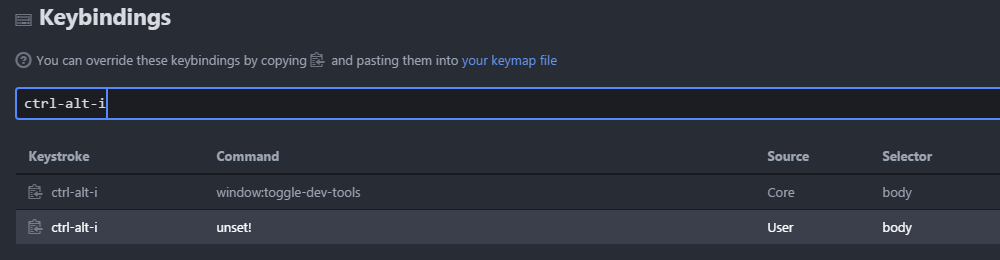 Keybindings
You can override these keybindings by copying and pasting them into your keymap file
ctrl-alt-i
Keystroke Command Source Selector
ctrl-alt-i window:toggle-dev-tools Core body
ctrl-alt-i unset! User body